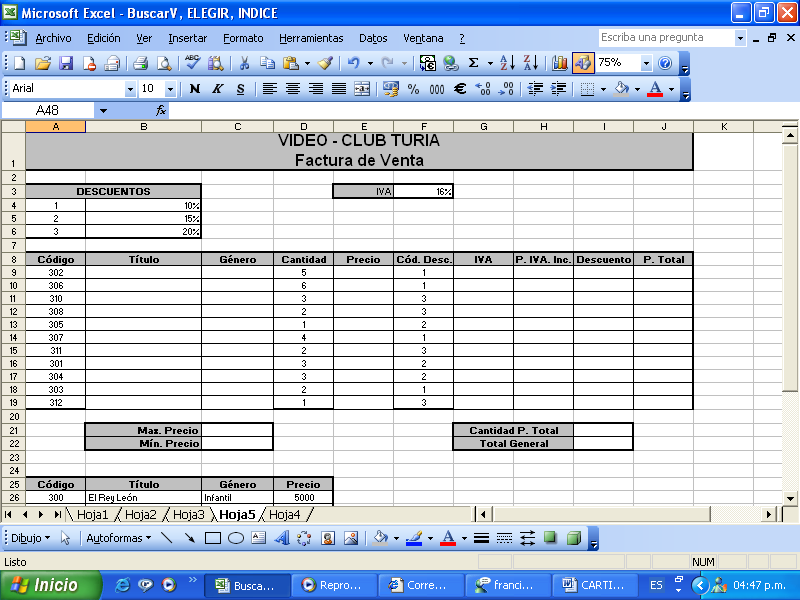 Microsoft Excel - BuscarV, ELEGIR, INDICE
Archivo Edición Ver Insertar Formato Herramientas Datos Ventana ? Escriba una pregunta
Σ 75%
Arial 10 N K S % 000 €
A48 fx
A B C D E F G H I J K
1 VIDEO - CLUB TURIA
Factura de Venta
2
3 DESCUENTOS IVA 16%
4 1 10%
5 2 15%
6 3 20%
7
8 Código Título Género Cantidad Precio Cód. Desc. IVA P. IVA. Inc. Descuento P. Total
9 302 5 1
10 306 6 1
11 310 3 3
12 308 2 3
13 305 1 2
14 307 4 1
15 311 2 3
16 301 3 2
17 304 3 2
18 303 2 1
19 312 1 3
20
21 Max. Precio Cantidad P. Total
22 Mín. Precio Total General
23
24
25 Código Título Género Precio
26 300 El Rey León Infantil 5000
Hoja1 Hoja2 Hoja3 Hoja5 Hoja4
Dibujo Autoformas
Listo NUM
Inicio Busca... Repro... Corre... franci... CARTI... ES 04:47 p.m.